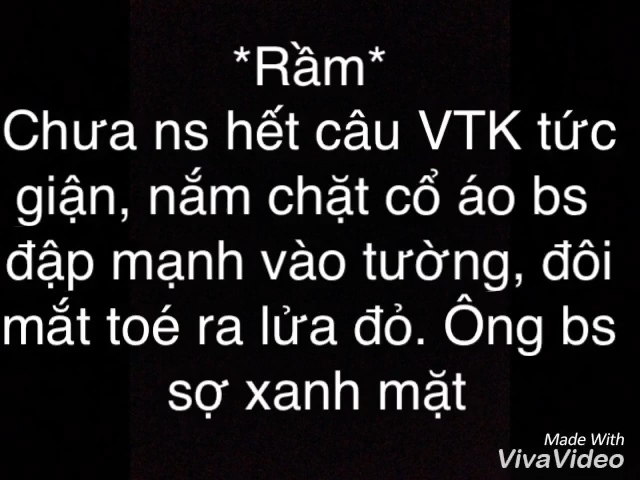 *Rầm*
Chưa ns hết câu VTK tức
giận, nắm chặt cổ áo bs
đập mạnh vào tường, đôi
mắt toé ra lửa đỏ. Ông bs
sợ xanh mặt
Made With
VivaVideo